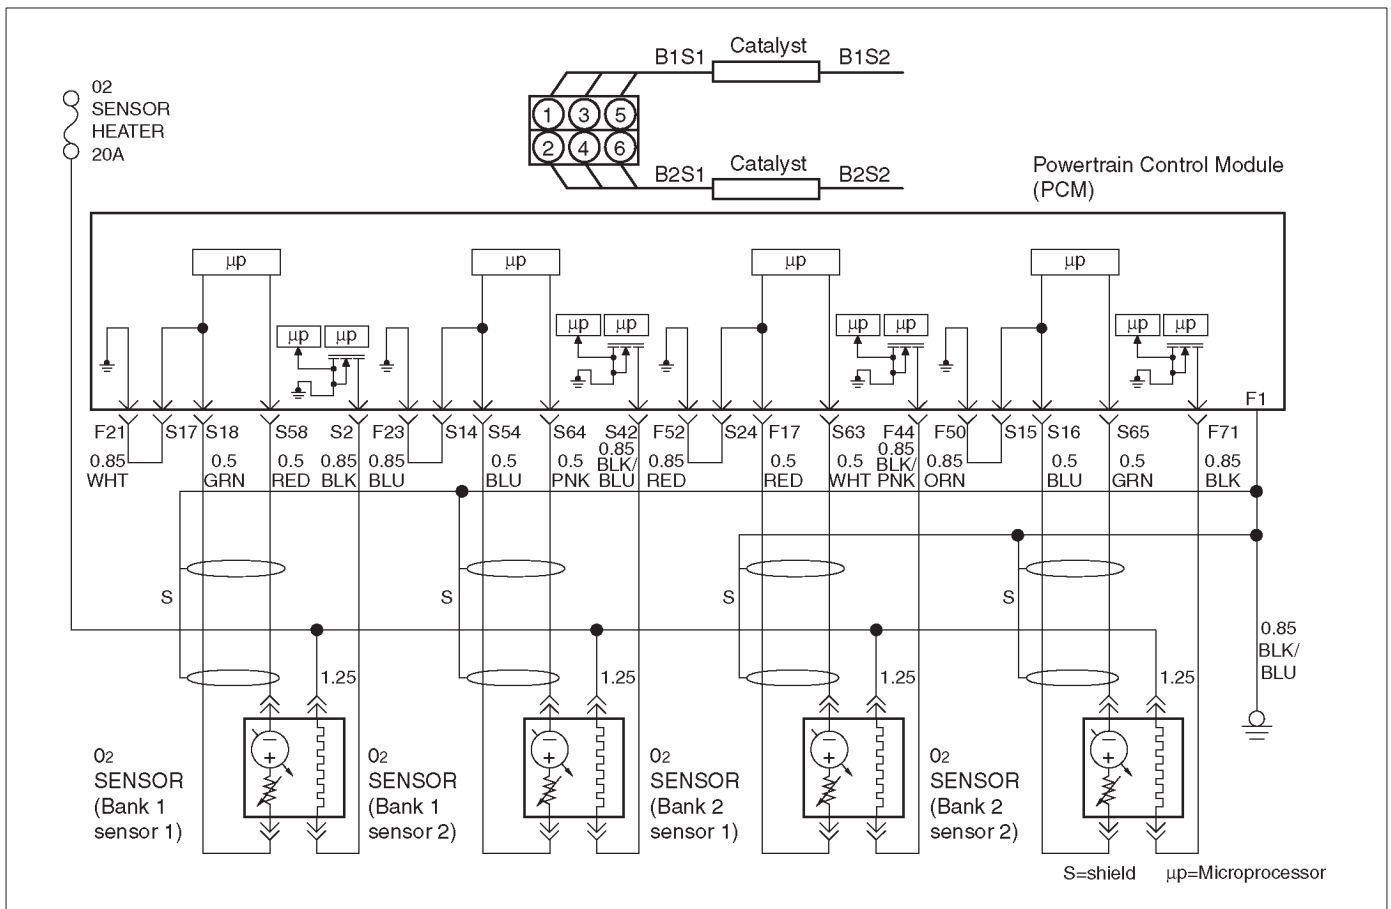 B1S1 Catalyst B1S2
02
SENSOR
HEATER
20A
1 3 5
2 4 6
B2S1 Catalyst B2S2
Powertrain Control Module
(PCM)
µp µp µp µp
µp µp µp µp µp µp µp µp
F1
F21 S17 S18 S58 S2 F23 S14 S54 S64 S42 F52 S24 F17 S63 F44 F50 S15 S16 S65 F71
0.85
WHT
0.5
GRN
0.5
RED
0.85
BLK
0.85
BLU
0.5
BLU
0.5
PNK
0.85
BLK/
BLU
0.85
RED
0.5
RED
0.5
WHT
0.85
BLK/
PNK
0.85
ORN
0.5
BLU
0.5
GRN
0.85
BLK
S S S S
0.85
BLK/
BLU
1.25 1.25 1.25 1.25
02
SENSOR
(Bank 1
sensor 1)
− +
02
SENSOR
(Bank 1
sensor 2)
− +
02
SENSOR
(Bank 2
sensor 1)
− +
02
SENSOR
(Bank 2
sensor 2)
− +
S=shield µp=Microprocessor